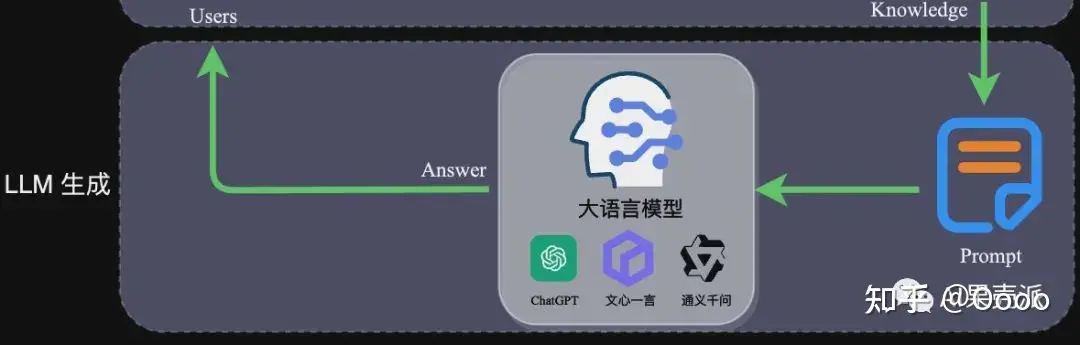 Users
Knowledge
LLM 生成
Answer
大语言模型
ChatGPT
文心一言
通义千问
Prompt
知乎